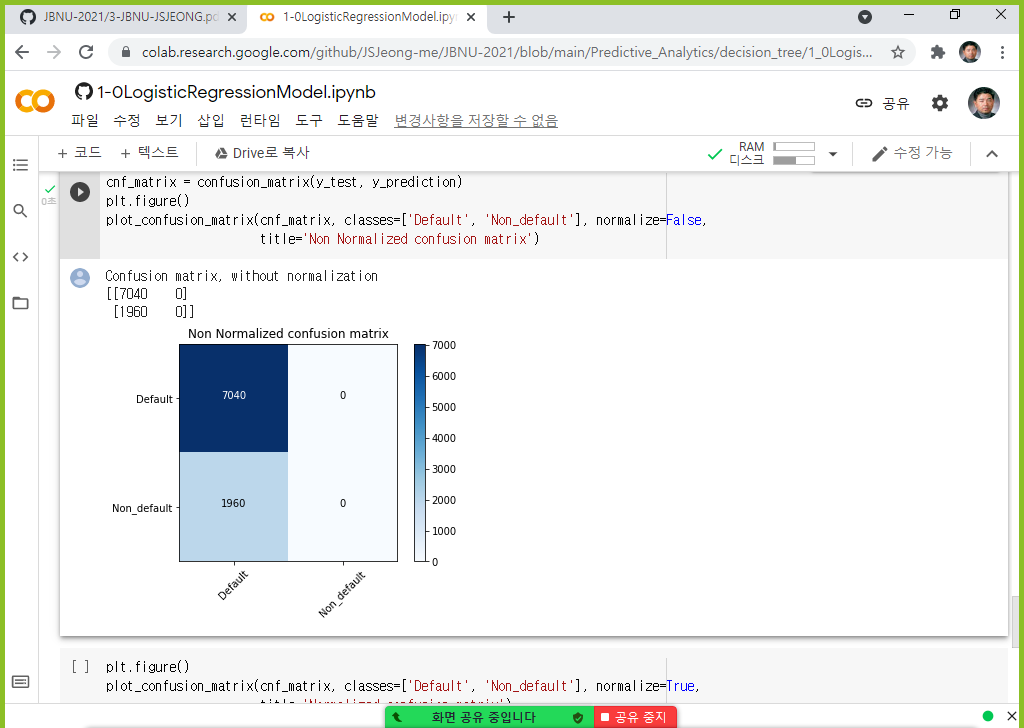 JBNU-2021/3-JBNU-JSJEONG.pd
1-0LogisticRegressionModel.ipy
colab.research.google.com/github/JSJeong-me/JBNU-2021/blob/main/Predictive_Analytics/decision_tree/1_0Logis...
1-0LogisticRegressionModel.ipynb
파일 수정 보기 삽입 런타임 도구 도움말 변경사항을 저장할 수 없음
공유
+ 코드 + 텍스트 Drive로 복사
RAM
디스크
수정 가능
0초
cnf_matrix = confusion_matrix(y_test, y_prediction)
plt.figure()
plot_confusion_matrix(cnf_matrix, classes=['Default', 'Non_default'], normalize=False,
title='Non Normalized confusion matrix')
Confusion matrix, without normalization
[[7040 0]
[1960 0]]
Non Normalized confusion matrix
7000
6000
5000
4000
3000
2000
1000
0
Default
7040 0
Non_default
1960 0
Default
Non_default
[ ] plt.figure()
plot_confusion_matrix(cnf_matrix, classes=['Default', 'Non_default'], normalize=True,
title='Normalized confusion matrix')
화면 공유 중입니다
공유 중지